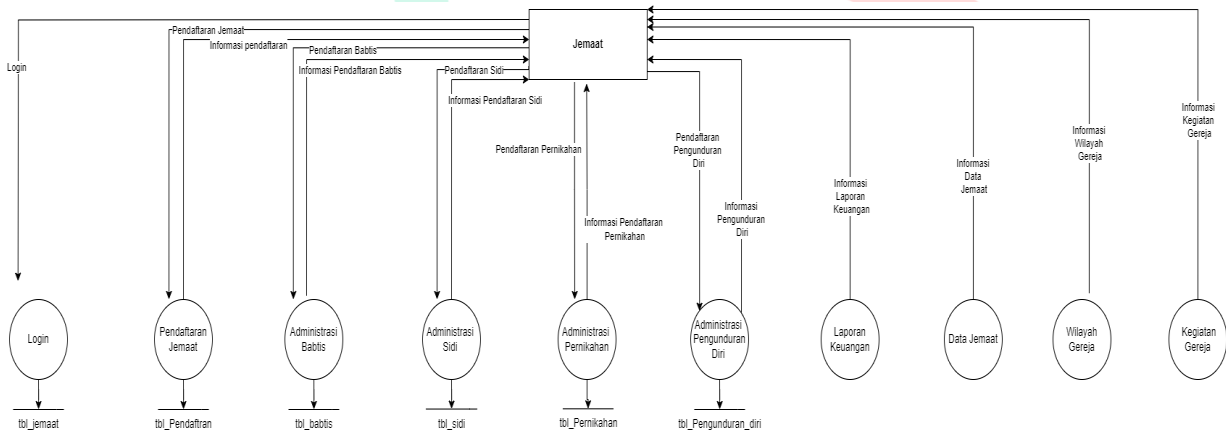 Jemaat
Login
Pendaftaran Jemaat
Informasi pendaftaran
Pendaftaran Babtis
Informasi Pendaftaran Babtis
Pendaftaran Sidi
Informasi Pendaftaran Sidi
Pendaftaran Pernikahan
Informasi Pendaftaran
Pernikahan
Pendaftaran
Pengunduran
Diri
Informasi
Pengunduran
Diri
Informasi
Laporan
Keuangan
Informasi
Data
Jemaat
Informasi
Wilayah
Gereja
Informasi
Kegiatan
Gereja
Login
Pendaftaran
Jemaat
Administrasi
Babtis
Administrasi
Sidi
Administrasi
Pernikahan
Administrasi
Pengunduran
Diri
Laporan
Keuangan
Data Jemaat
Wilayah
Gereja
Kegiatan
Gereja
tbl_jemaat
tbl_Pendaftran
tbl_babtis
tbl_sidi
tbl_Pernikahan
tbl_Pengunduran_diri